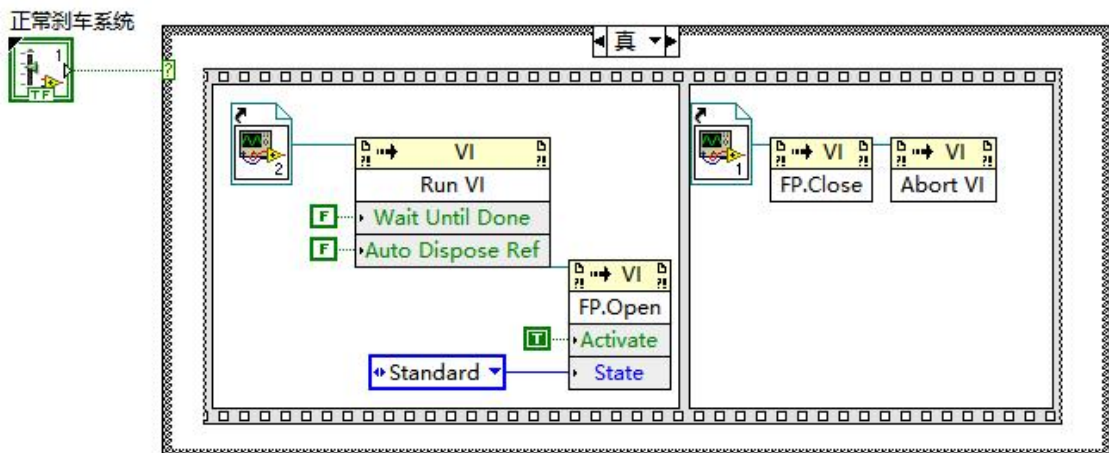 正常刹车系统
1
TF
?
真
2
VI
Run VI
F
Wait Until Done
F
Auto Dispose Ref
VI
FP.Open
T
Activate
Standard
State
1
VI
FP.Close
VI
Abort VI